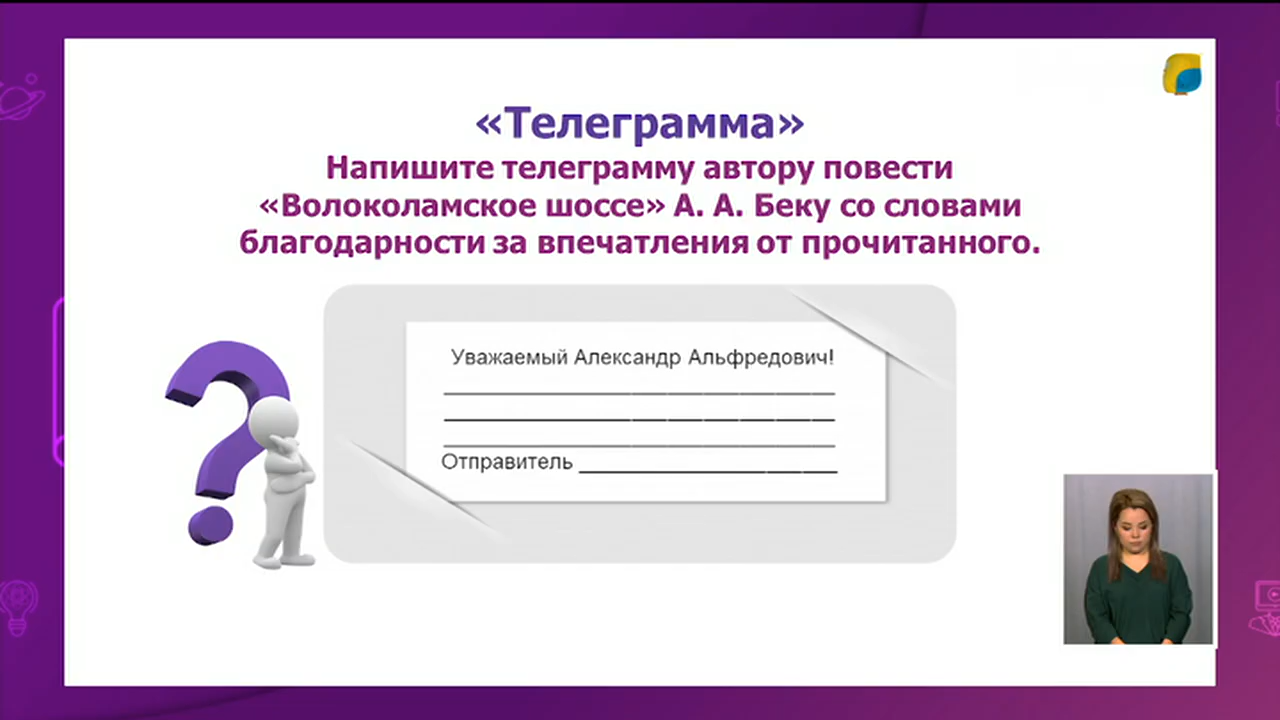 «Телеграмма»
Напишите телеграмму автору повести
«Волоколамское шоссе» А. А. Беку со словами
благодарности за впечатления от прочитанного.
Уважаемый Александр Альфредович!
Отправитель